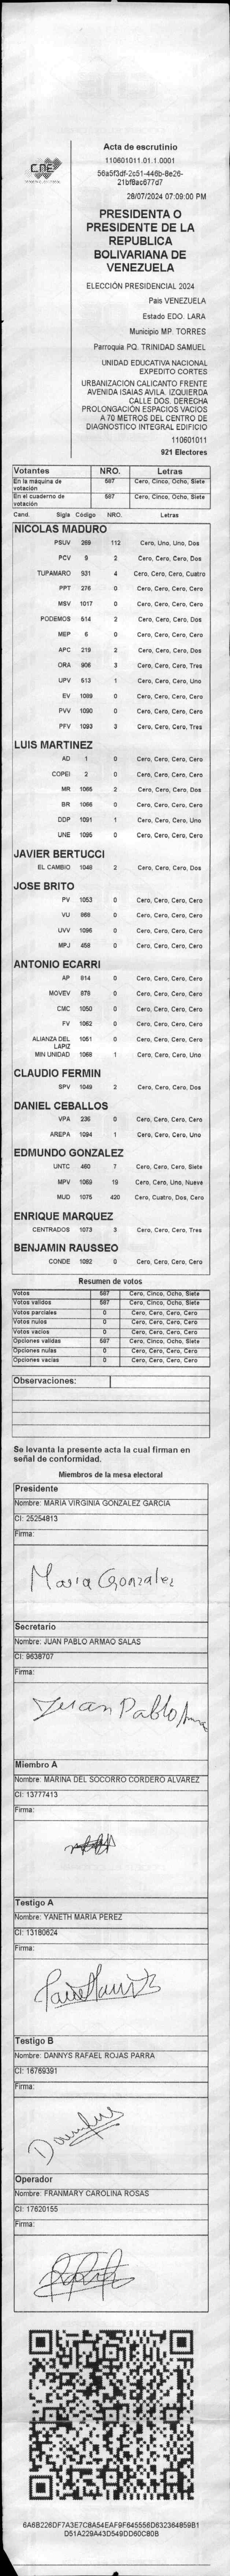 CNE
Acta de escrutinio
110601011.01.1.0001
56a5f3df-2c51-446b-8e26-
21bf8ac677d7
28/07/2024 07:09:00 PM
PRESIDENTA O
PRESIDENTE DE LA
REPUBLICA
BOLIVARIANA DE
VENEZUELA
ELECCIÓN PRESIDENCIAL 2024
Pais VENEZUELA
Estado EDO. LARA
Municipio MP. TORRES
Parroquia PQ. TRINIDAD SAMUEL
UNIDAD EDUCATIVA NACIONAL
EXPEDITO CORTES
URBANIZACION CALICANTO FRENTE
AVENIDA ISAIAS AVILA. IZQUIERDA
CALLE DOS. DERECHA
PROLONGACIÓN ESPACIOS VACIOS
A 70 METROS DEL CENTRO DE
DIAGNOSTICO INTEGRAL EDIFICIO
110601011
921 Electores
Votantes NRO. Letras
En la máquina de votación 587 Cero, Cinco, Ocho, Siete
En el cuaderno de votación 587 Cero, Cinco, Ocho, Siete
Cand. Sigla Código NRO. Letras
NICOLAS MADURO
PSUV 269 112 Cero, Uno, Uno, Dos
PCV 9 2 Cero, Cero, Cero, Dos
TUPAMARO 931 4 Cero, Cero, Cero, Cuatro
PPT 276 0 Cero, Cero, Cero, Cero
MSV 1017 0 Cero, Cero, Cero, Cero
PODEMOS 514 2 Cero, Cero, Cero, Dos
MEP 6 0 Cero, Cero, Cero, Cero
APC 219 2 Cero, Cero, Cero, Dos
ORA 906 3 Cero, Cero, Cero, Tres
UPV 513 1 Cero, Cero, Cero, Uno
EV 1089 0 Cero, Cero, Cero, Cero
PVV 1090 0 Cero, Cero, Cero, Cero
PFV 1093 3 Cero, Cero, Cero, Tres
LUIS MARTINEZ
AD 1 0 Cero, Cero, Cero, Cero
COPEI 2 0 Cero, Cero, Cero, Cero
MR 1065 2 Cero, Cero, Cero, Dos
BR 1066 0 Cero, Cero, Cero, Cero
DDP 1091 1 Cero, Cero, Cero, Uno
UNE 1095 0 Cero, Cero, Cero, Cero
JAVIER BERTUCCI
EL CAMBIO 1048 2 Cero, Cero, Cero, Dos
JOSE BRITO
PV 1053 0 Cero, Cero, Cero, Cero
VU 868 0 Cero, Cero, Cero, Cero
UVV 1096 0 Cero, Cero, Cero, Cero
MPJ 458 0 Cero, Cero, Cero, Cero
ANTONIO ECARRI
AP 814 0 Cero, Cero, Cero, Cero
MOVEV 879 0 Cero, Cero, Cero, Cero
CMC 1050 0 Cero, Cero, Cero, Cero
FV 1062 0 Cero, Cero, Cero, Cero
ALIANZA DEL LAPIZ 1051 0 Cero, Cero, Cero, Cero
MIN UNIDAD 1068 1 Cero, Cero, Cero, Uno
CLAUDIO FERMIN
SPV 1049 2 Cero, Cero, Cero, Dos
DANIEL CEBALLOS
VPA 236 0 Cero, Cero, Cero, Cero
AREPA 1094 1 Cero, Cero, Cero, Uno
EDMUNDO GONZALEZ
UNTC 460 7 Cero, Cero, Cero, Siete
MPV 1069 19 Cero, Cero, Uno, Nueve
MUD 1075 420 Cero, Cuatro, Dos, Cero
ENRIQUE MARQUEZ
CENTRADOS 1073 3 Cero, Cero, Cero, Tres
BENJAMIN RAUSSEO
CONDE 1092 0 Cero, Cero, Cero, Cero
Resumen de votos
Votos 587 Cero, Cinco, Ocho, Siete
Votos validos 587 Cero, Cinco, Ocho, Siete
Votos parciales 0 Cero, Cero, Cero, Cero
Votos nulos 0 Cero, Cero, Cero, Cero
Votos vacios 0 Cero, Cero, Cero, Cero
Opciones validas 587 Cero, Cinco, Ocho, Siete
Opciones nulas 0 Cero, Cero, Cero, Cero
Opciones vacias 0 Cero, Cero, Cero, Cero
Observaciones:
Se levanta la presente acta la cual firman en
señal de conformidad.
Miembros de la mesa electoral
Presidente
Nombre: MARIA VIRGINIA GONZALEZ GARCIA
CI: 25254813
Firma:
Maria Gonzalez
Secretario
Nombre: JUAN PABLO ARMAO SALAS
CI: 9638707
Firma:
Juan Pablo
Miembro A
Nombre: MARINA DEL SOCORRO CORDERO ALVAREZ
CI: 13777413
Firma:
Testigo A
Nombre: YANETH MARIA PEREZ
CI: 13180624
Firma:
Testigo B
Nombre: DANNYS RAFAEL ROJAS PARRA
CI: 16769391
Firma:
Operador
Nombre: FRANMARY CAROLINA ROSAS
CI: 17620155
Firma:
6A6B226DF7A3E7C8A54EAF9F645556D632364859B1
D51A229A43D549DD60C80B